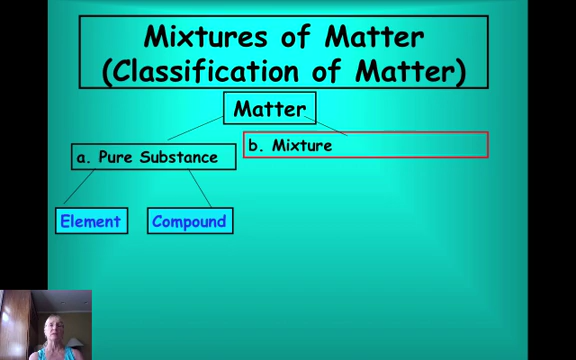 Mixtures of Matter
(Classification of Matter)
Matter
b. Mixture
a. Pure Substance
Element
Compound